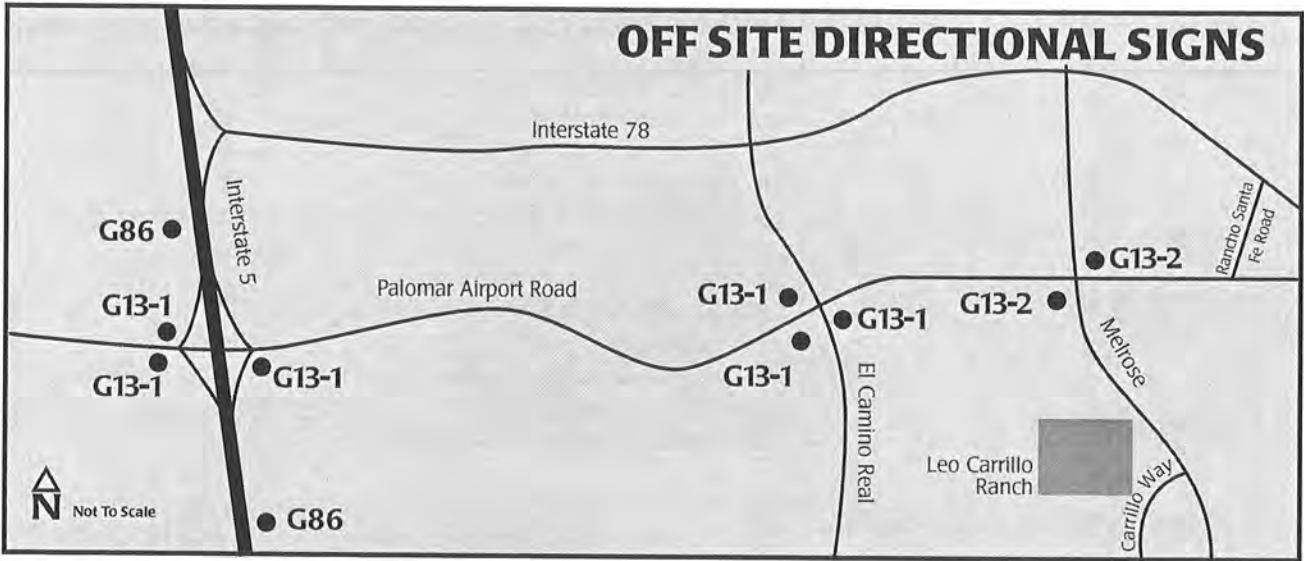 OFF SITE DIRECTIONAL SIGNS
Interstate 78
Interstate 5
Rancho Santa
Fe Road
G86
G13-2
G13-1
Palomar Airport Road
G13-1
G13-1
G13-2
G13-1
G13-1
G13-1
Melrose
El Camino Real
Leo Carrillo
Ranch
Carrillo Way
N Not To Scale
G86